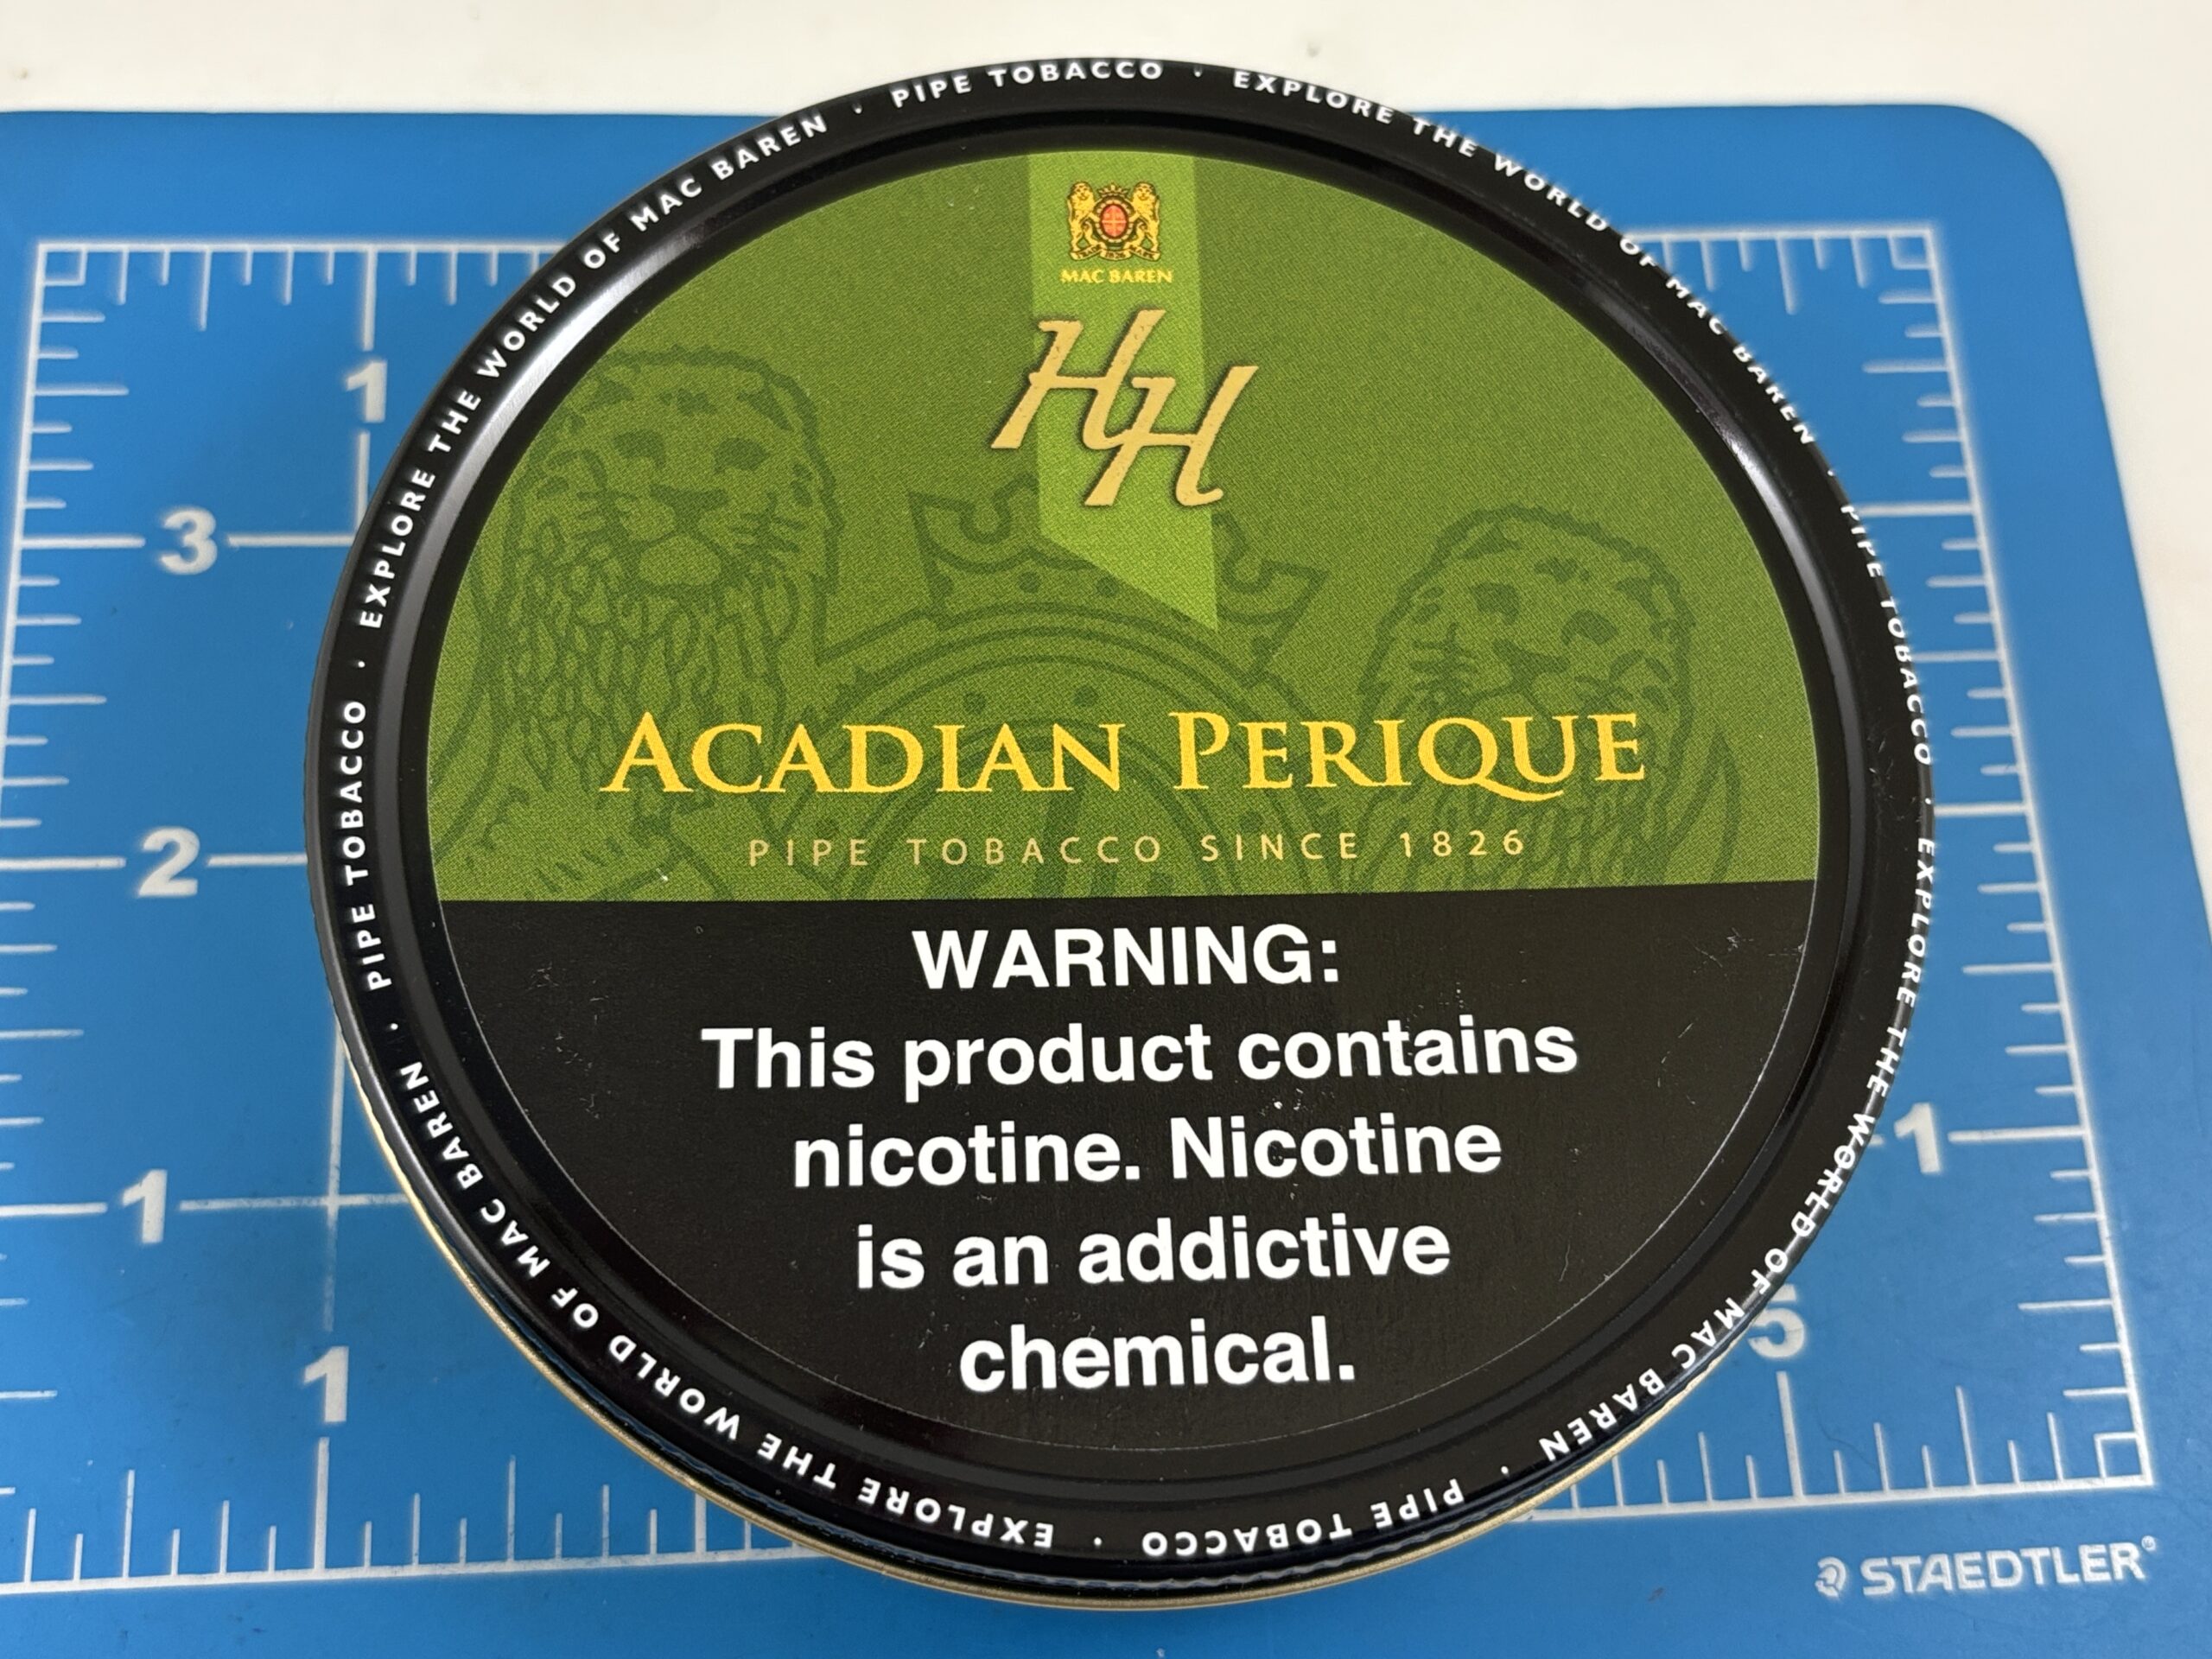 PIPE TOBACCO · EXPLORE THE WORLD OF MAC BAREN · PIPE TOBACCO · EXPLORE THE WORLD OF MAC BAREN · PIPE TOBACCO · EXPLORE THE WORLD OF MAC BAREN · PIPE TOBACCO · EXPLORE THE WORLD OF MAC BAREN ·
MAC BAREN
HH
ACADIAN PERIQUE
PIPE TOBACCO SINCE 1826
WARNING:
This product contains
nicotine. Nicotine
is an addictive
chemical.
1
3
2
1
1
1
5
STAEDTLER®